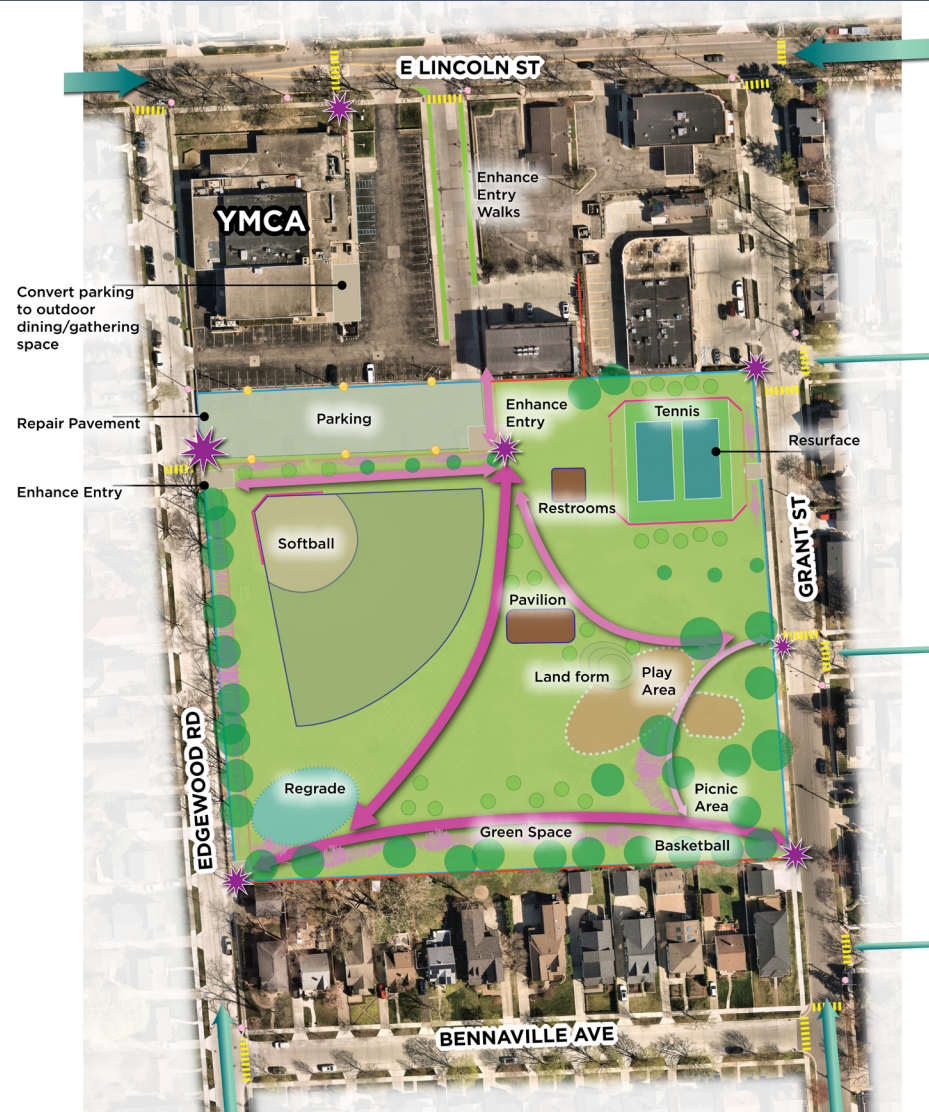 E LINCOLN ST
Enhance
Entry
Walks
YMCA
Convert parking
to outdoor
dining/gathering
space
Repair Pavement
Parking
Enhance
Entry
Tennis
Resurface
Enhance Entry
Restrooms
Softball
GRANT ST
Pavilion
Land form
Play
Area
EDGEWOOD RD
Regrade
Picnic
Area
Green Space
Basketball
BENNAVILLE AVE